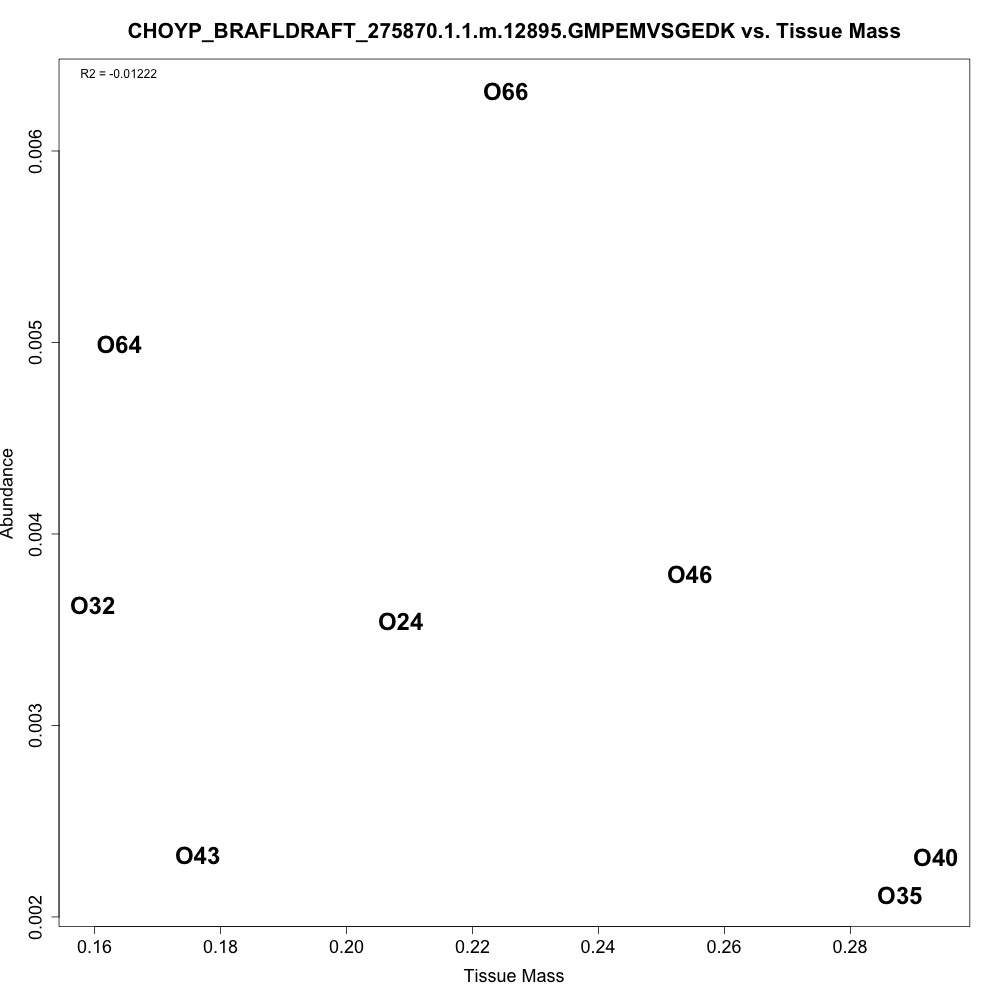 CHOYP_BRAFLDRAFT_275870.1.1.m.12895.GMPEMVSGEDK vs. Tissue Mass
R2 = -0.01222
O66
0.006
O64
0.005
Abundance
0.004
O46
O32
O24
0.003
O43
O40
O35
0.002
0.16 0.18 0.20 0.22 0.24 0.26 0.28
Tissue Mass